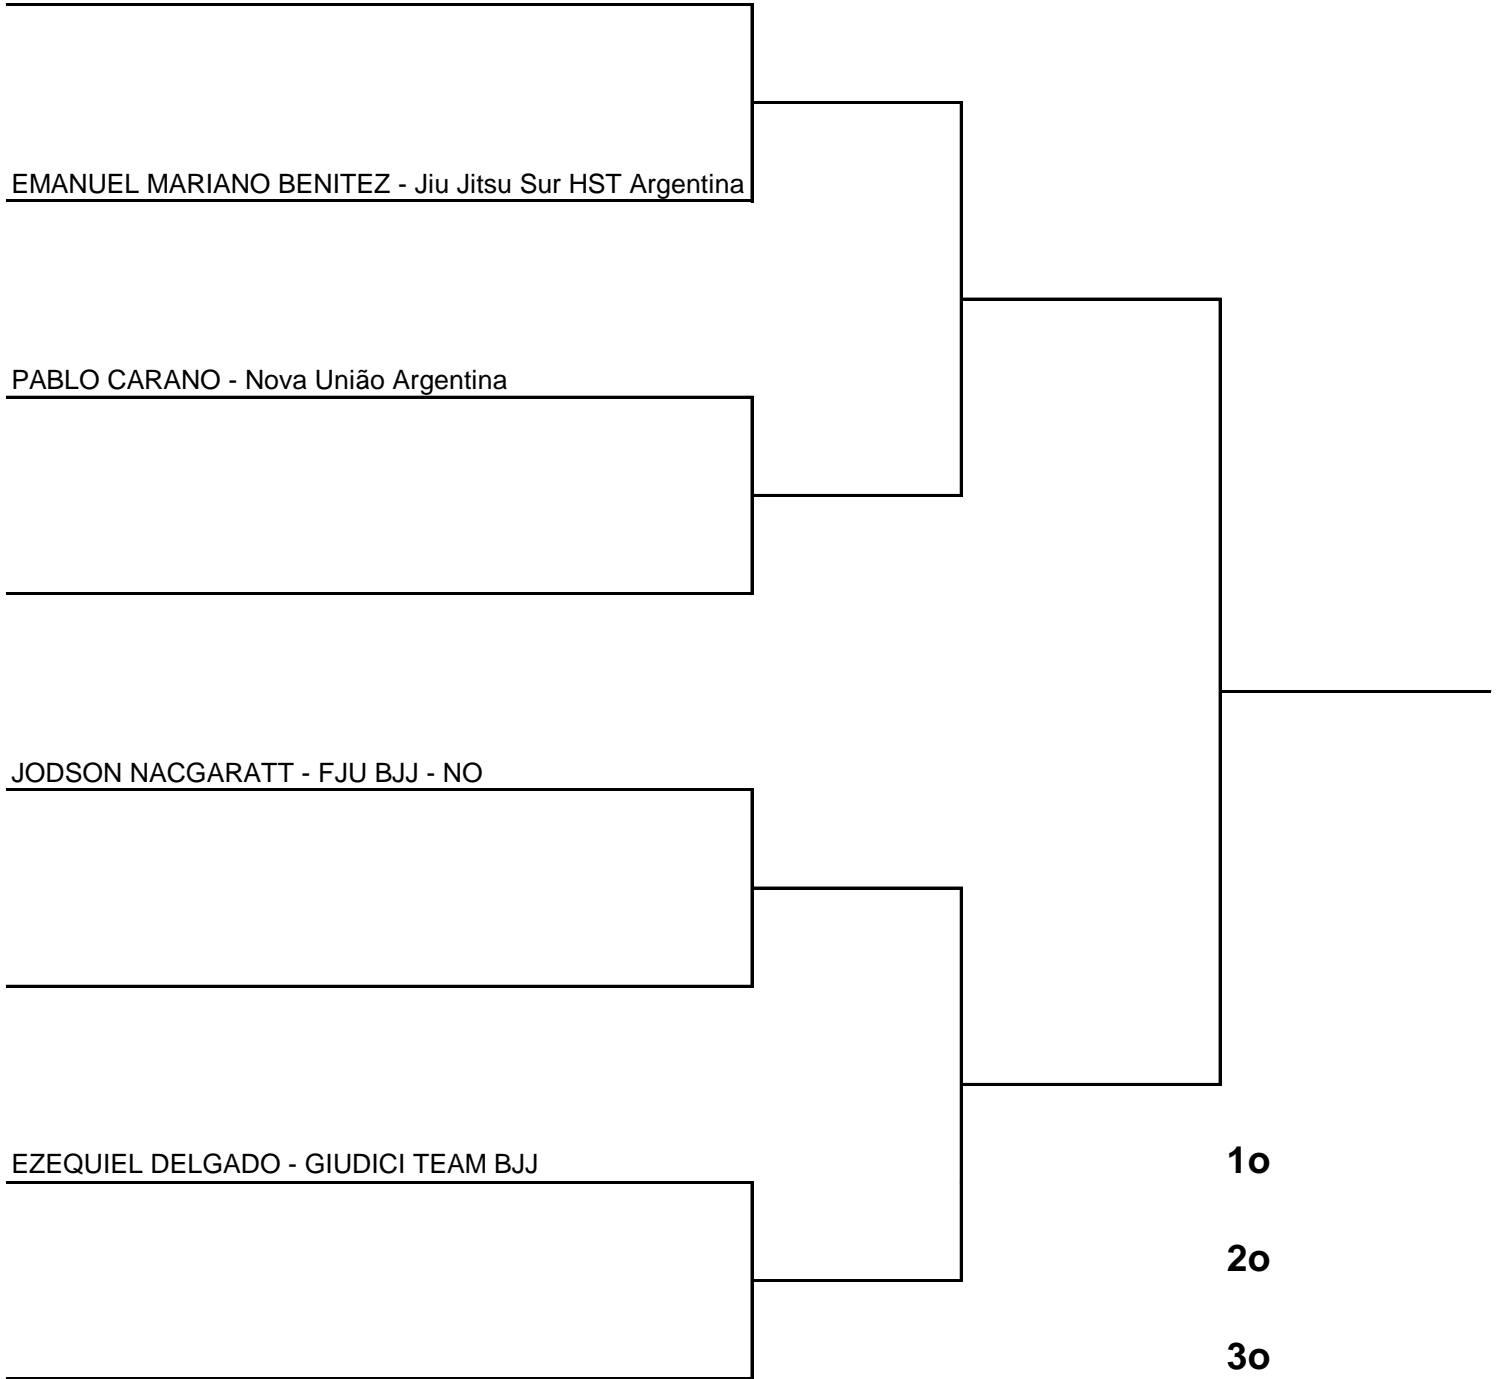 EMANUEL MARIANO BENITEZ - Jiu Jitsu Sur HST Argentina
PABLO CARANO - Nova União Argentina
JODSON NACGARATT - FJU BJJ - NO
EZEQUIEL DELGADO - GIUDICI TEAM BJJ
1o
2o
3o